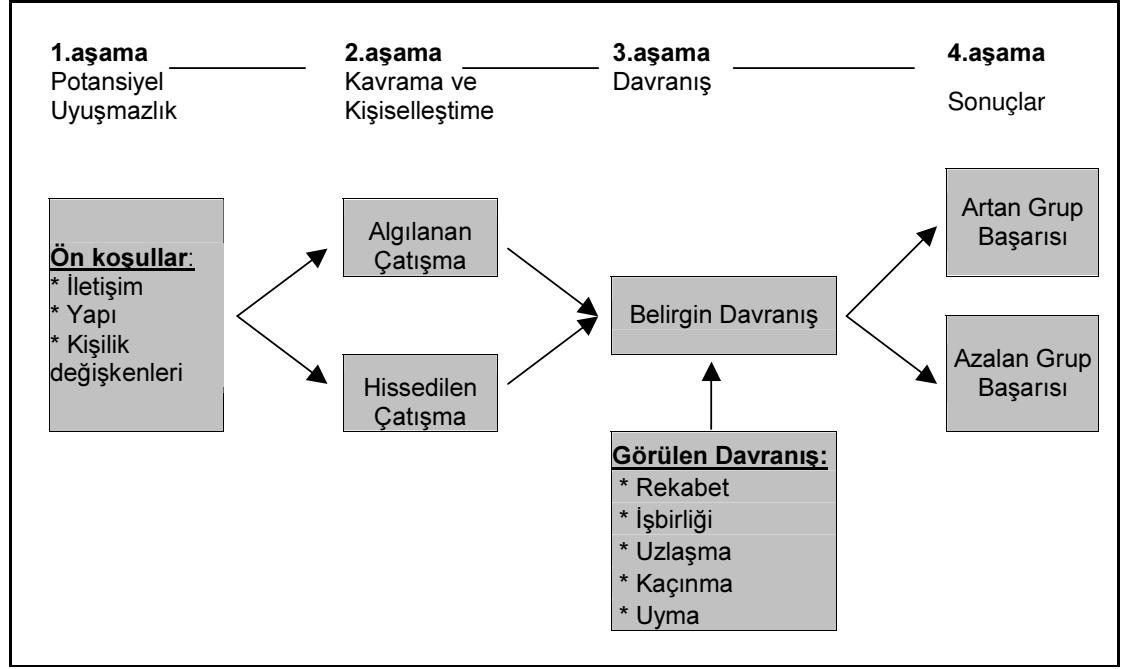 1.aşama
Potansiyel
Uyuşmazlık
2.aşama
Kavrama ve
Kişiselleştime
3.aşama
Davranış
4.aşama
Sonuçlar
Ön koşullar:
* İletişim
* Yapı
* Kişilik
değişkenleri
Algılanan
Çatışma
Hissedilen
Çatışma
Belirgin Davranış
Görülen Davranış:
* Rekabet
* İşbirliği
* Uzlaşma
* Kaçınma
* Uyma
Artan Grup
Başarısı
Azalan Grup
Başarısı